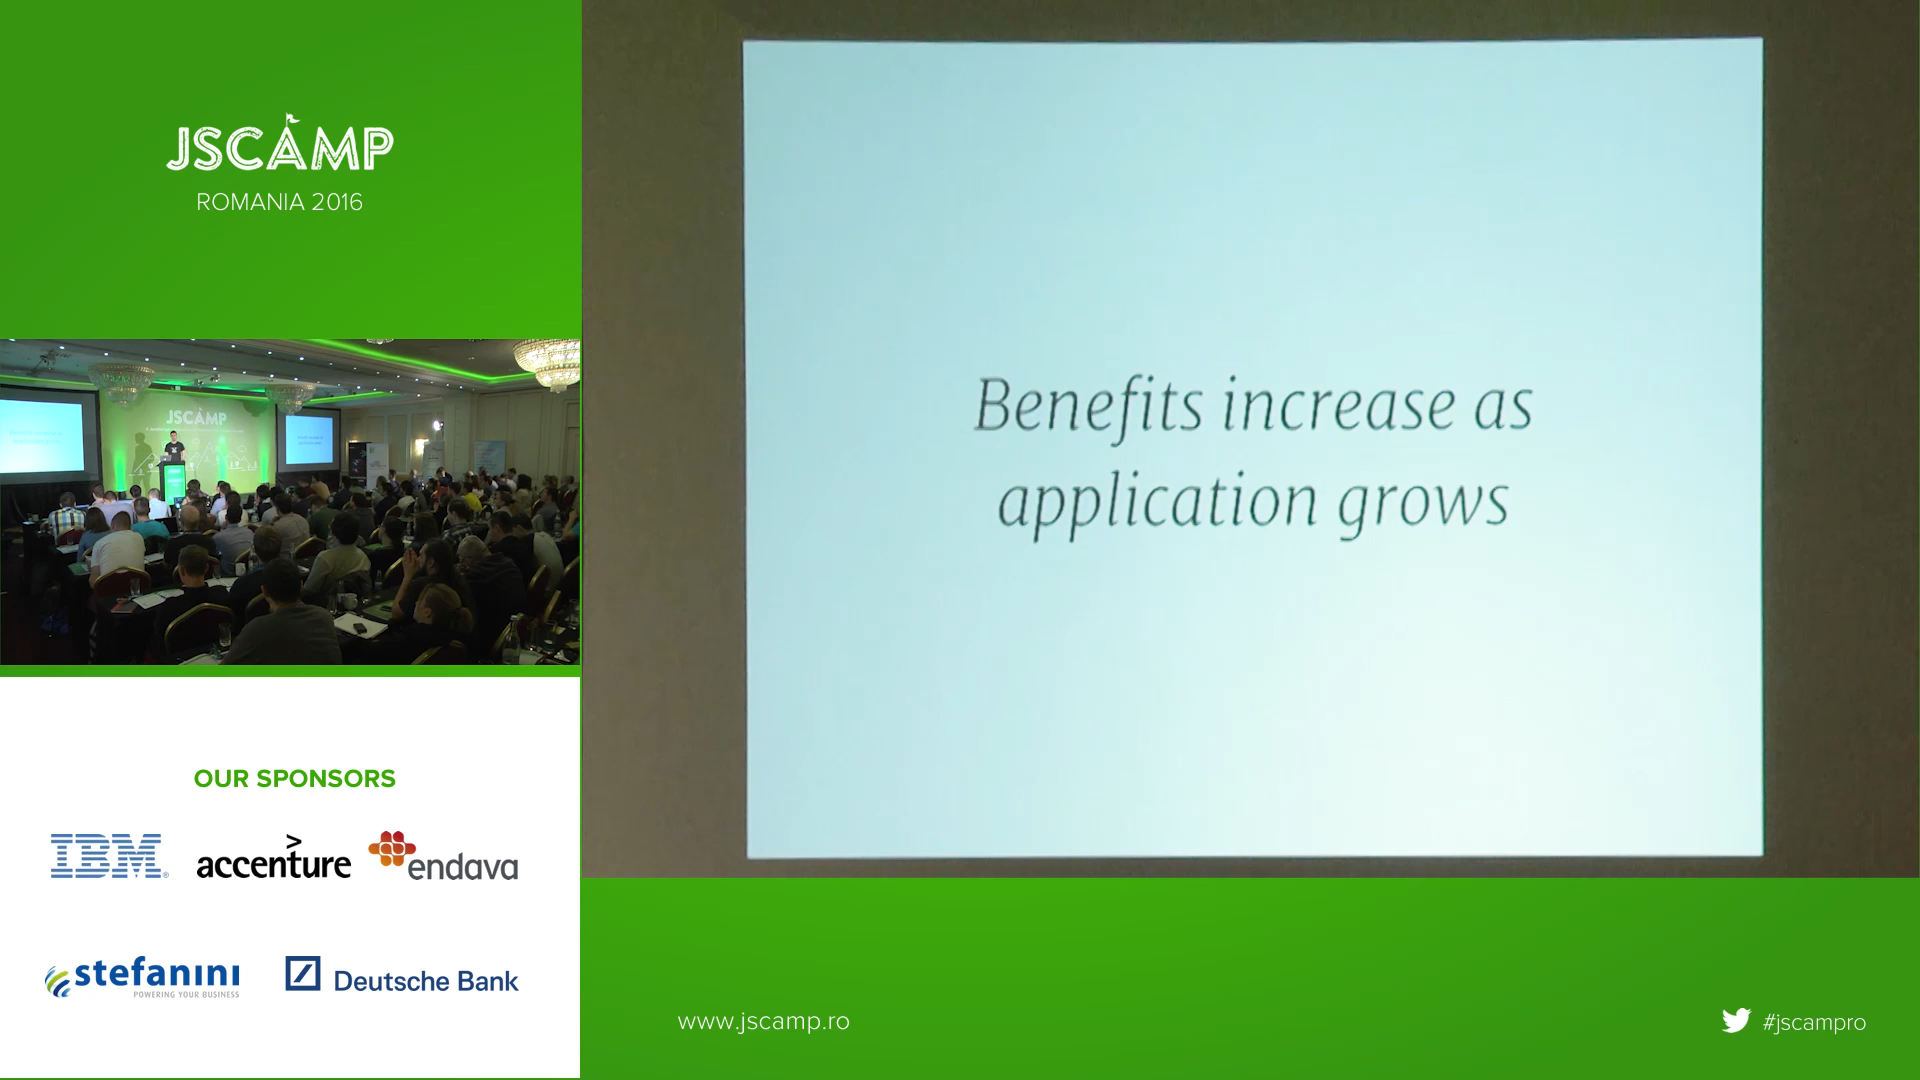 JSCAMP
ROMANIA 2016
JSCAMP
OUR SPONSORS
IBM
accenture
endava
stefanini
POWERING YOUR BUSINESS
Deutsche Bank
Benefits increase as
application grows
www.jscamp.ro
#jscampro